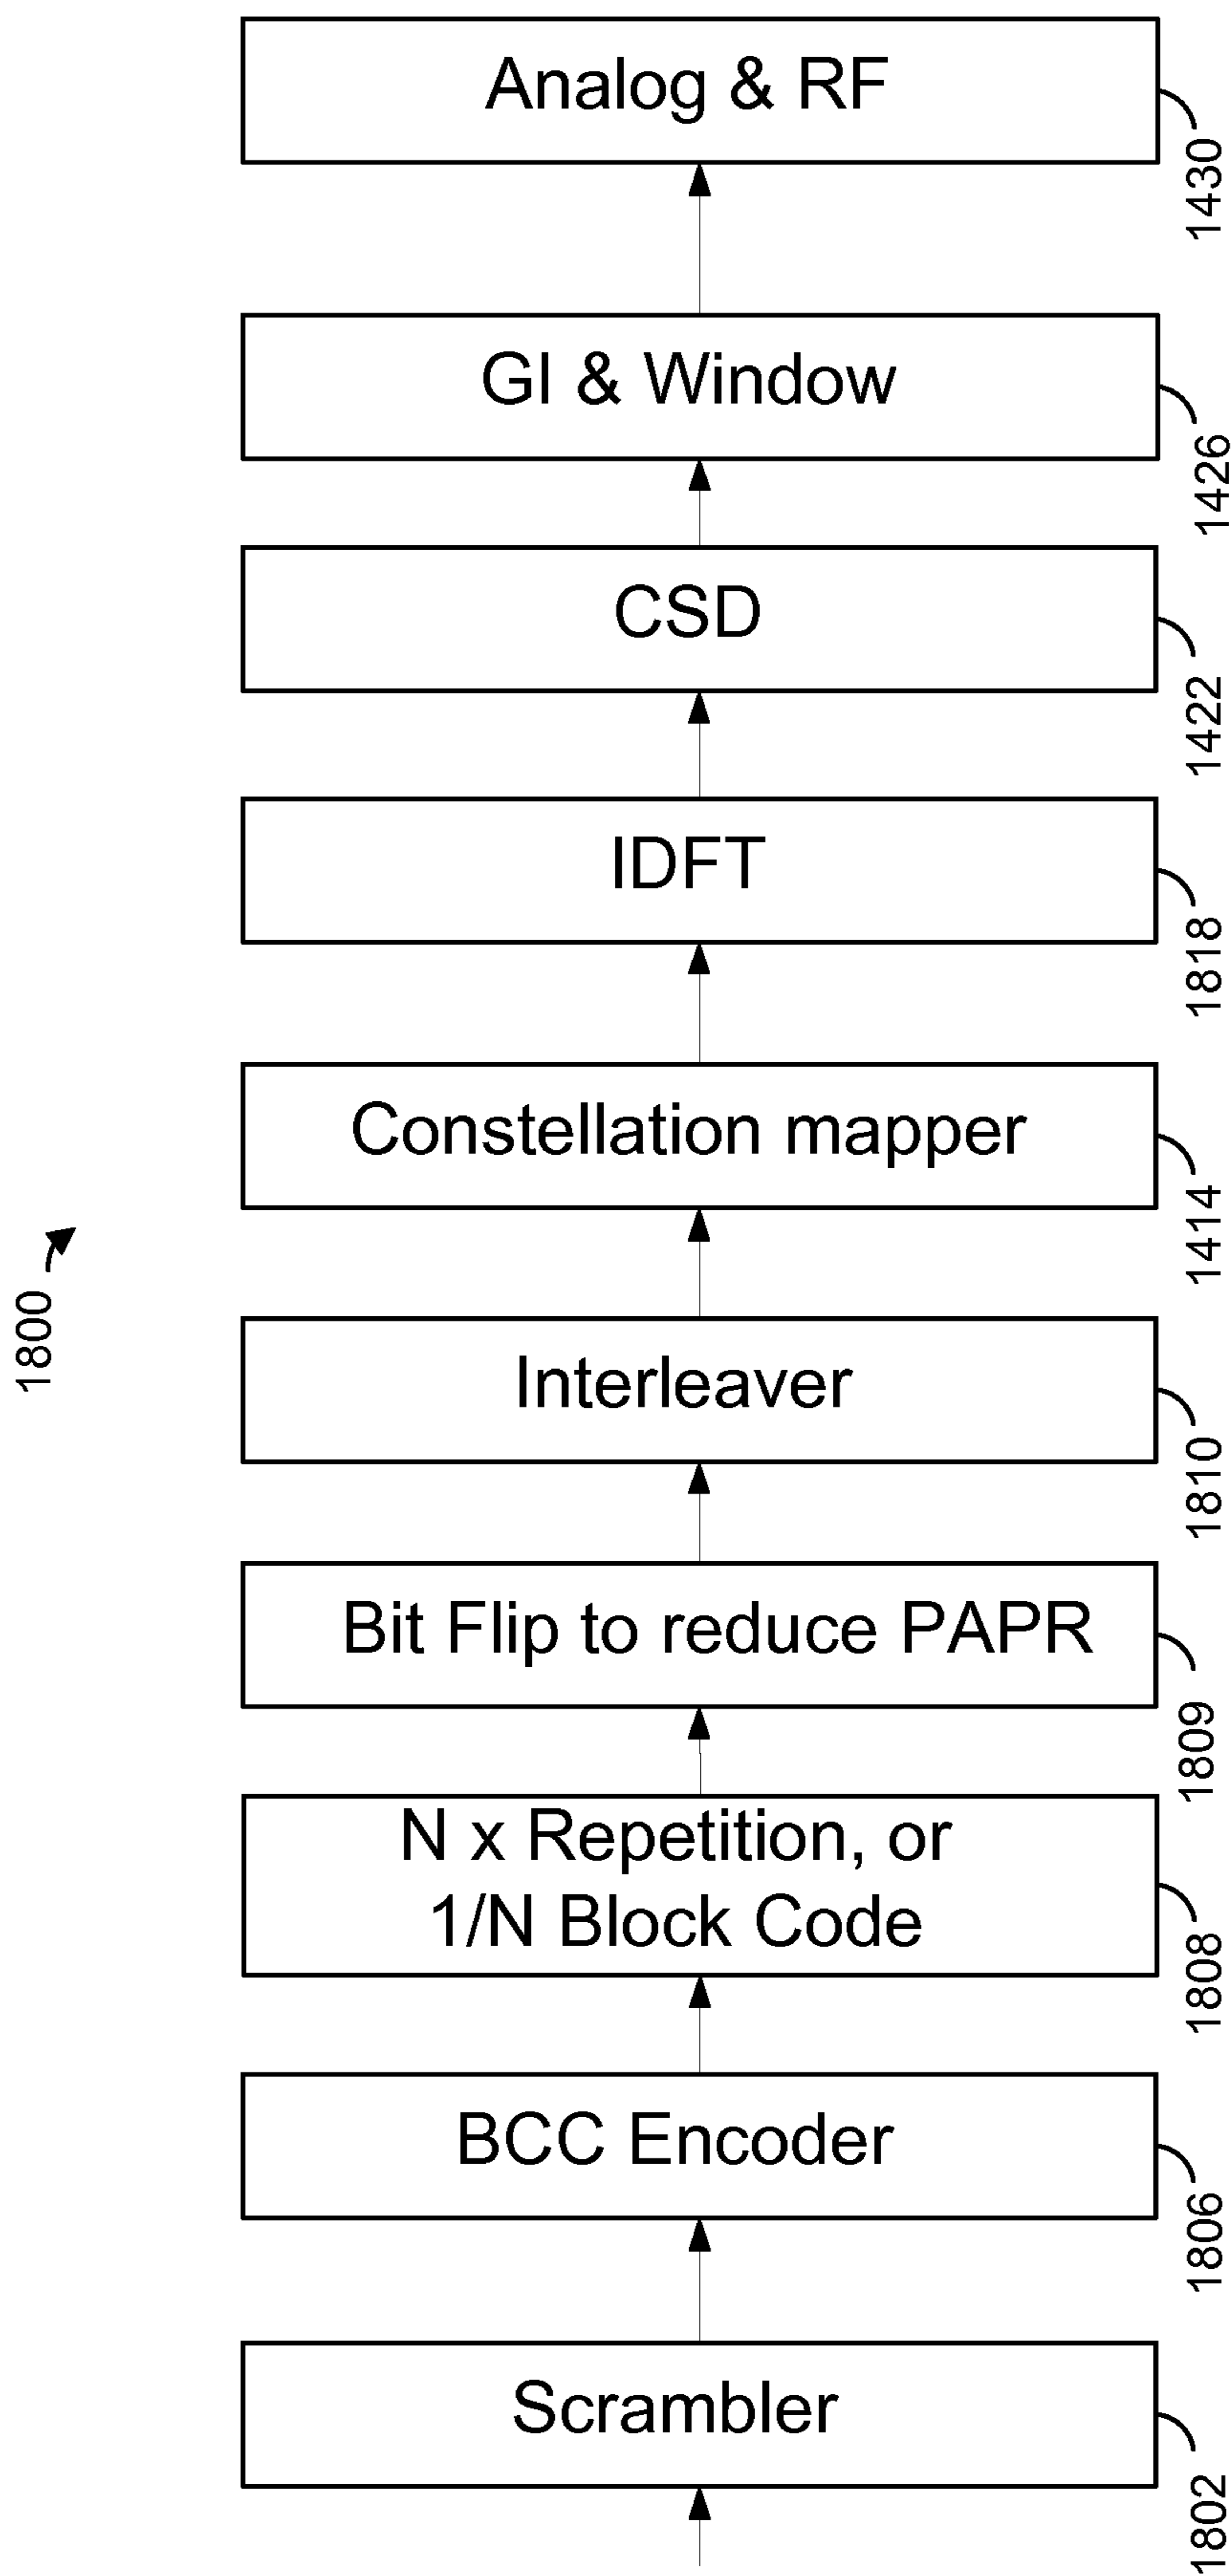 Analog & RF
1430
GI & Window
1426
CSD
1422
IDFT
1818
Constellation mapper
1414
1800
Interleaver
1810
Bit Flip to reduce PAPR
1809
N x Repetition, or
1/N Block Code
1808
BCC Encoder
1806
Scrambler
1802